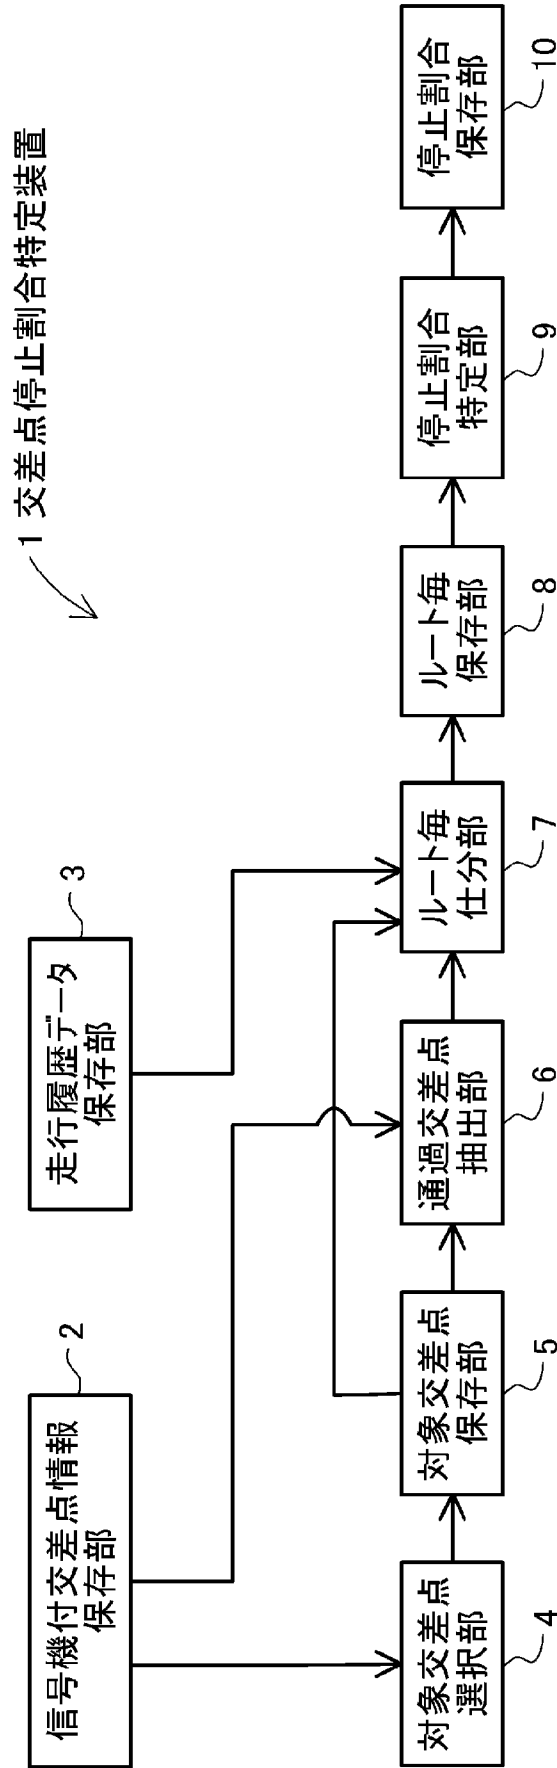 1 交差点停止割合特定装置
信号機付交差点情報
保存部
2
走行履歴データ
保存部
3
対象交差点
選択部
4
対象交差点
保存部
5
通過交差点
抽出部
6
ルート毎
仕分部
7
ルート毎
保存部
8
停止割合
特定部
9
停止割合
保存部
10